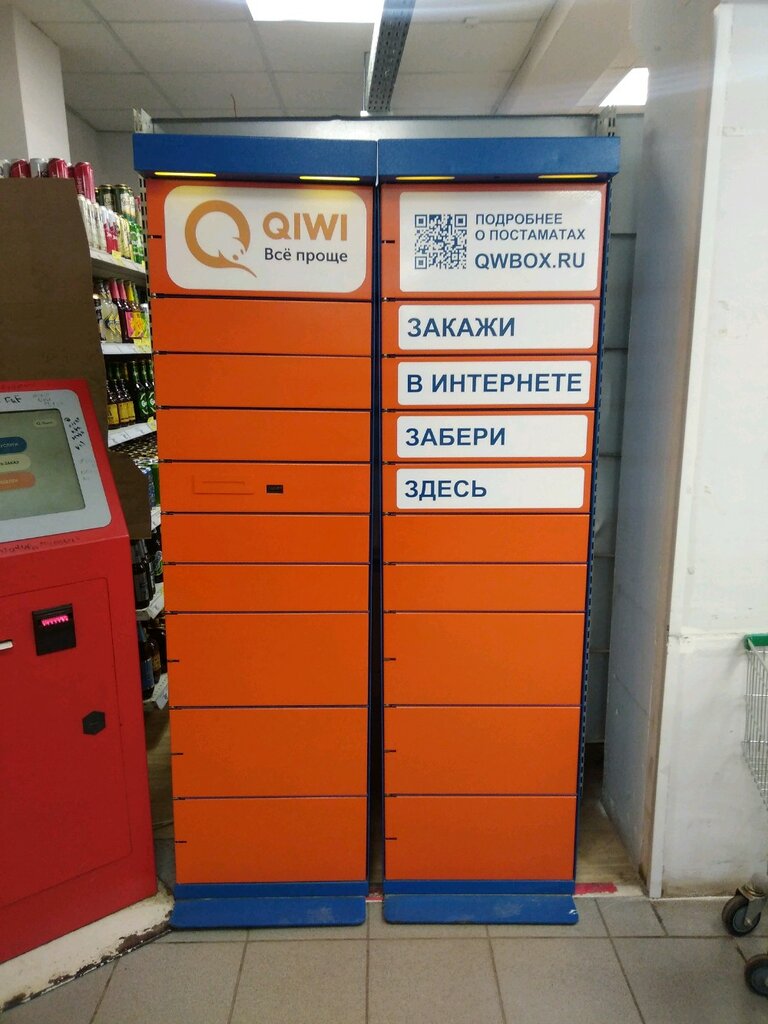 QIWI
Всё проще
ПОДРОБНЕЕ
О ПОСТАМАТАХ
QWBOX.RU
ЗАКАЖИ
В ИНТЕРНЕТЕ
ЗАБЕРИ
ЗДЕСЬ